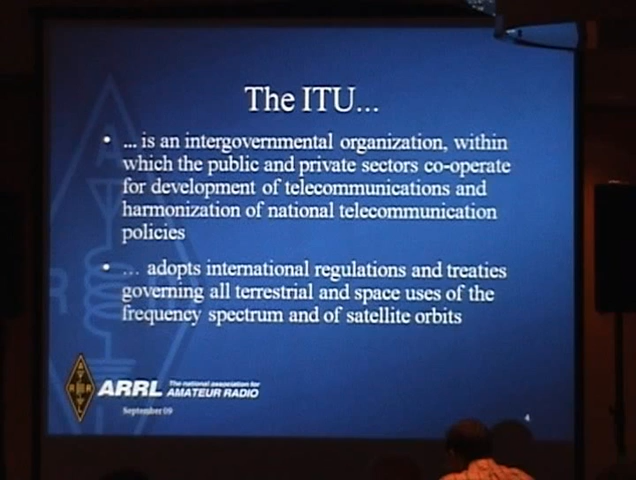 The ITU...
• ... is an intergovernmental organization, within
which the public and private sectors co-operate
for development of telecommunications and
harmonization of national telecommunication
policies
• ... adopts international regulations and treaties
governing all terrestrial and space uses of the
frequency spectrum and of satellite orbits
ARRL The national association for
AMATEUR RADIO
September 09
4